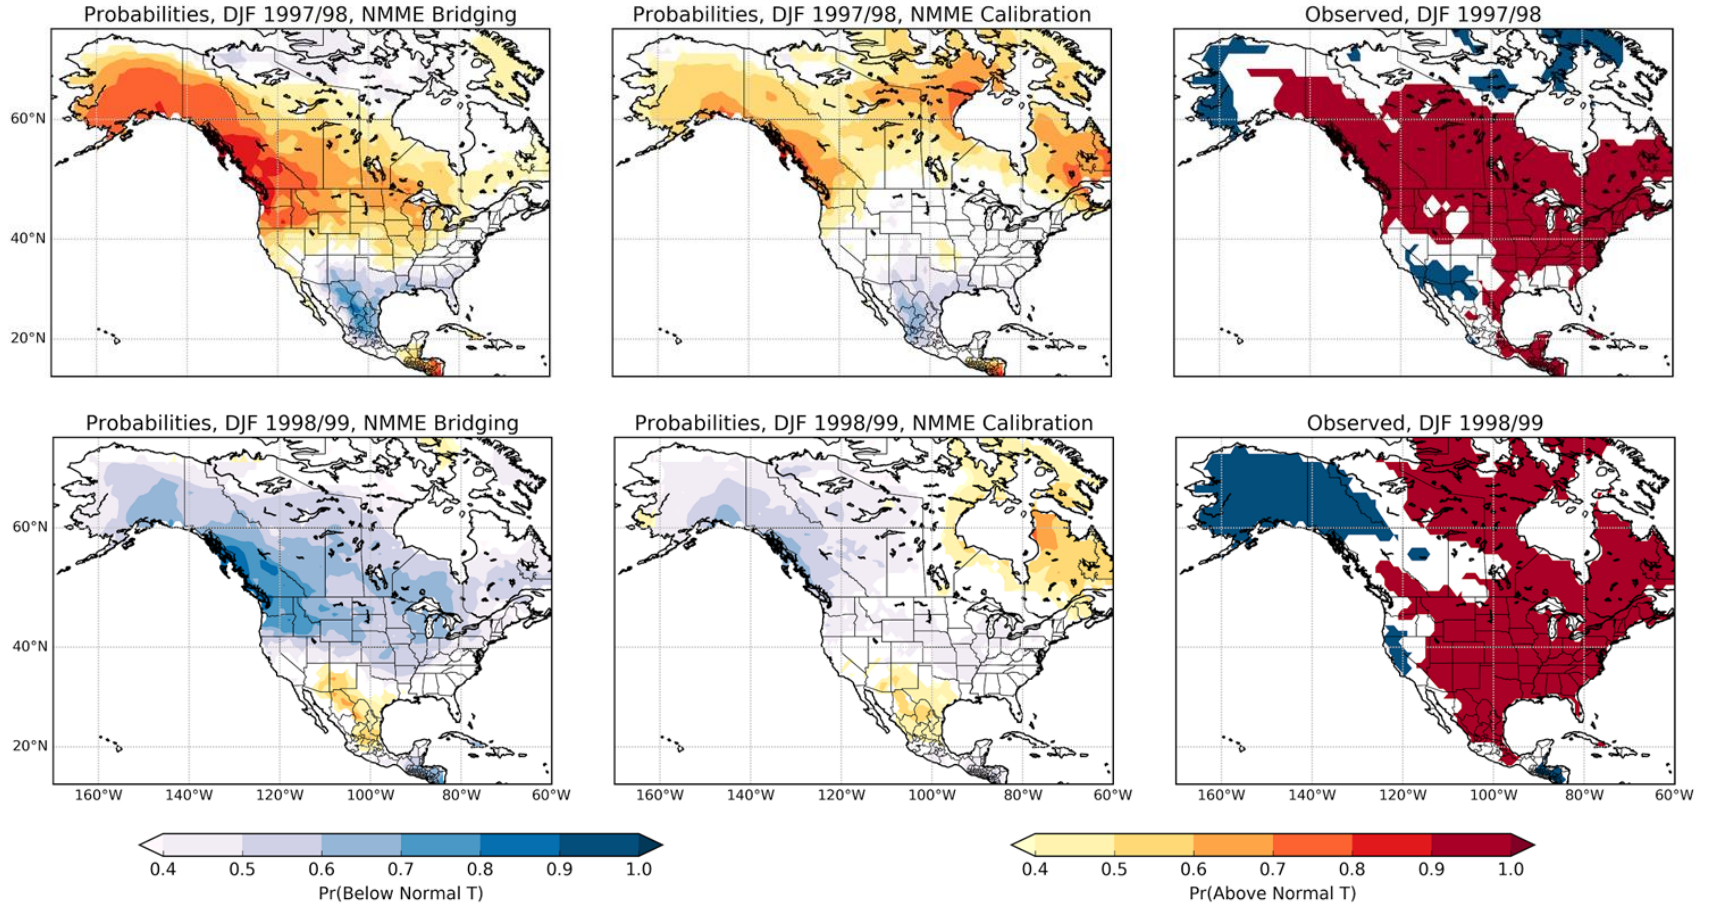 Probabilities, DJF 1997/98, NMME Bridging
Probabilities, DJF 1997/98, NMME Calibration
Observed, DJF 1997/98
60°N
40°N
20°N
Probabilities, DJF 1998/99, NMME Bridging
Probabilities, DJF 1998/99, NMME Calibration
Observed, DJF 1998/99
60°N
40°N
20°N
160°W 140°W 120°W 100°W 80°W 60°W
160°W 140°W 120°W 100°W 80°W 60°W
160°W 140°W 120°W 100°W 80°W 60°W
0.4 0.5 0.6 0.7 0.8 0.9 1.0
Pr(Below Normal T)
0.4 0.5 0.6 0.7 0.8 0.9 1.0
Pr(Above Normal T)